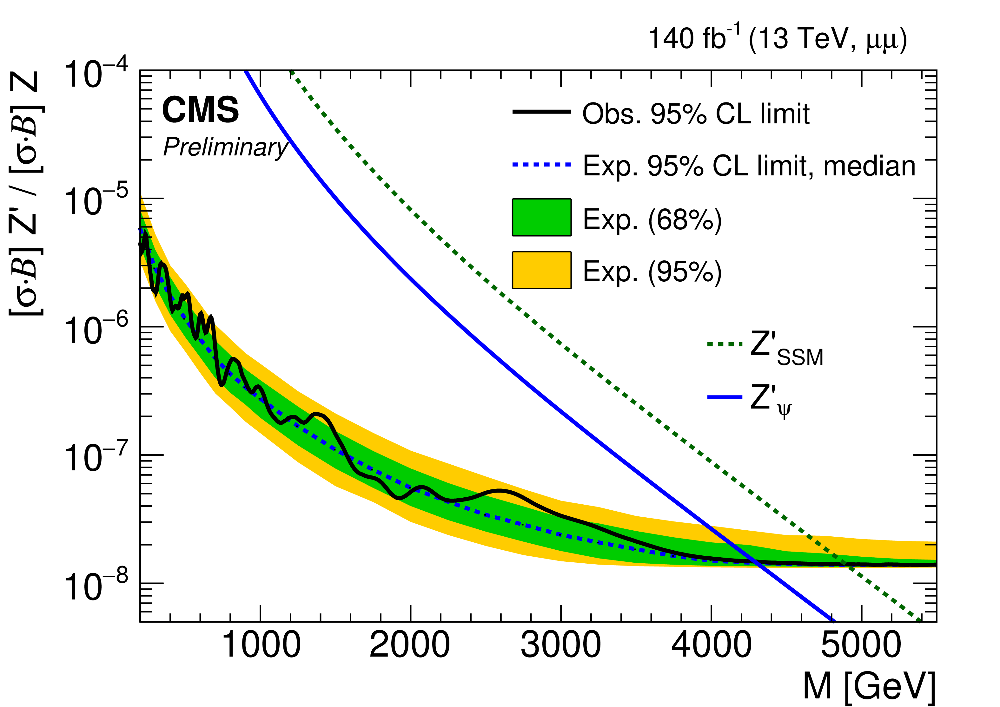 140 fb⁻¹ (13 TeV, μμ)
[σ·B] Z' / [σ·B] Z
10⁻⁴
10⁻⁵
10⁻⁶
10⁻⁷
10⁻⁸
CMS
Preliminary
Obs. 95% CL limit
Exp. 95% CL limit, median
Exp. (68%)
Exp. (95%)
Z'SSM
Z'ψ
1000 2000 3000 4000 5000
M [GeV]